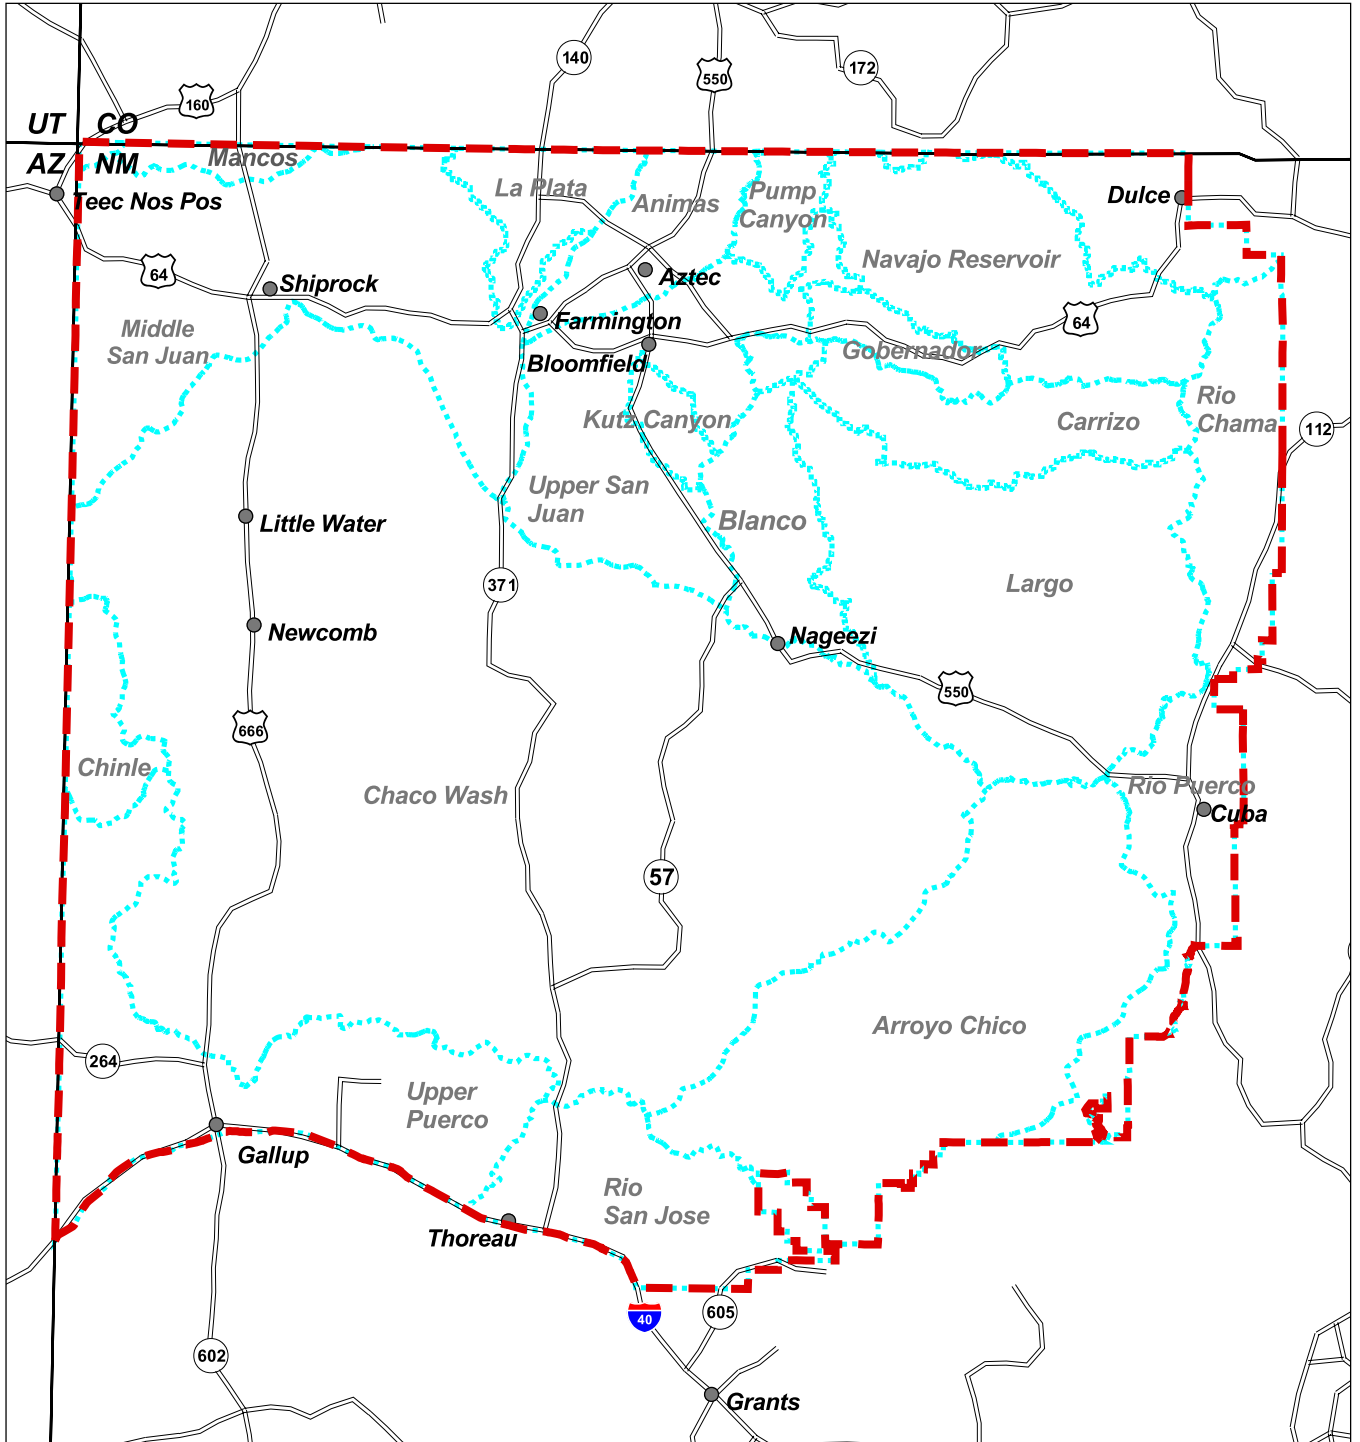 140
550
172
160
UT CO
AZ NM
Mancos
Teec Nos Pos
La Plata
Animas
Pump
Canyon
Dulce
64
Shiprock
Aztec
Navajo Reservoir
Middle
San Juan
Farmington
64
Bloomfield
Gobernador
Kutz Canyon
Carrizo
Rio
Chama
112
Upper San
Juan
Blanco
Little Water
371
Largo
Newcomb
Nageezi
550
666
Chinle
Chaco Wash
Rio Puerco
Cuba
57
Arroyo Chico
264
Upper
Puerco
Gallup
Rio
San Jose
Thoreau
40
605
602
Grants